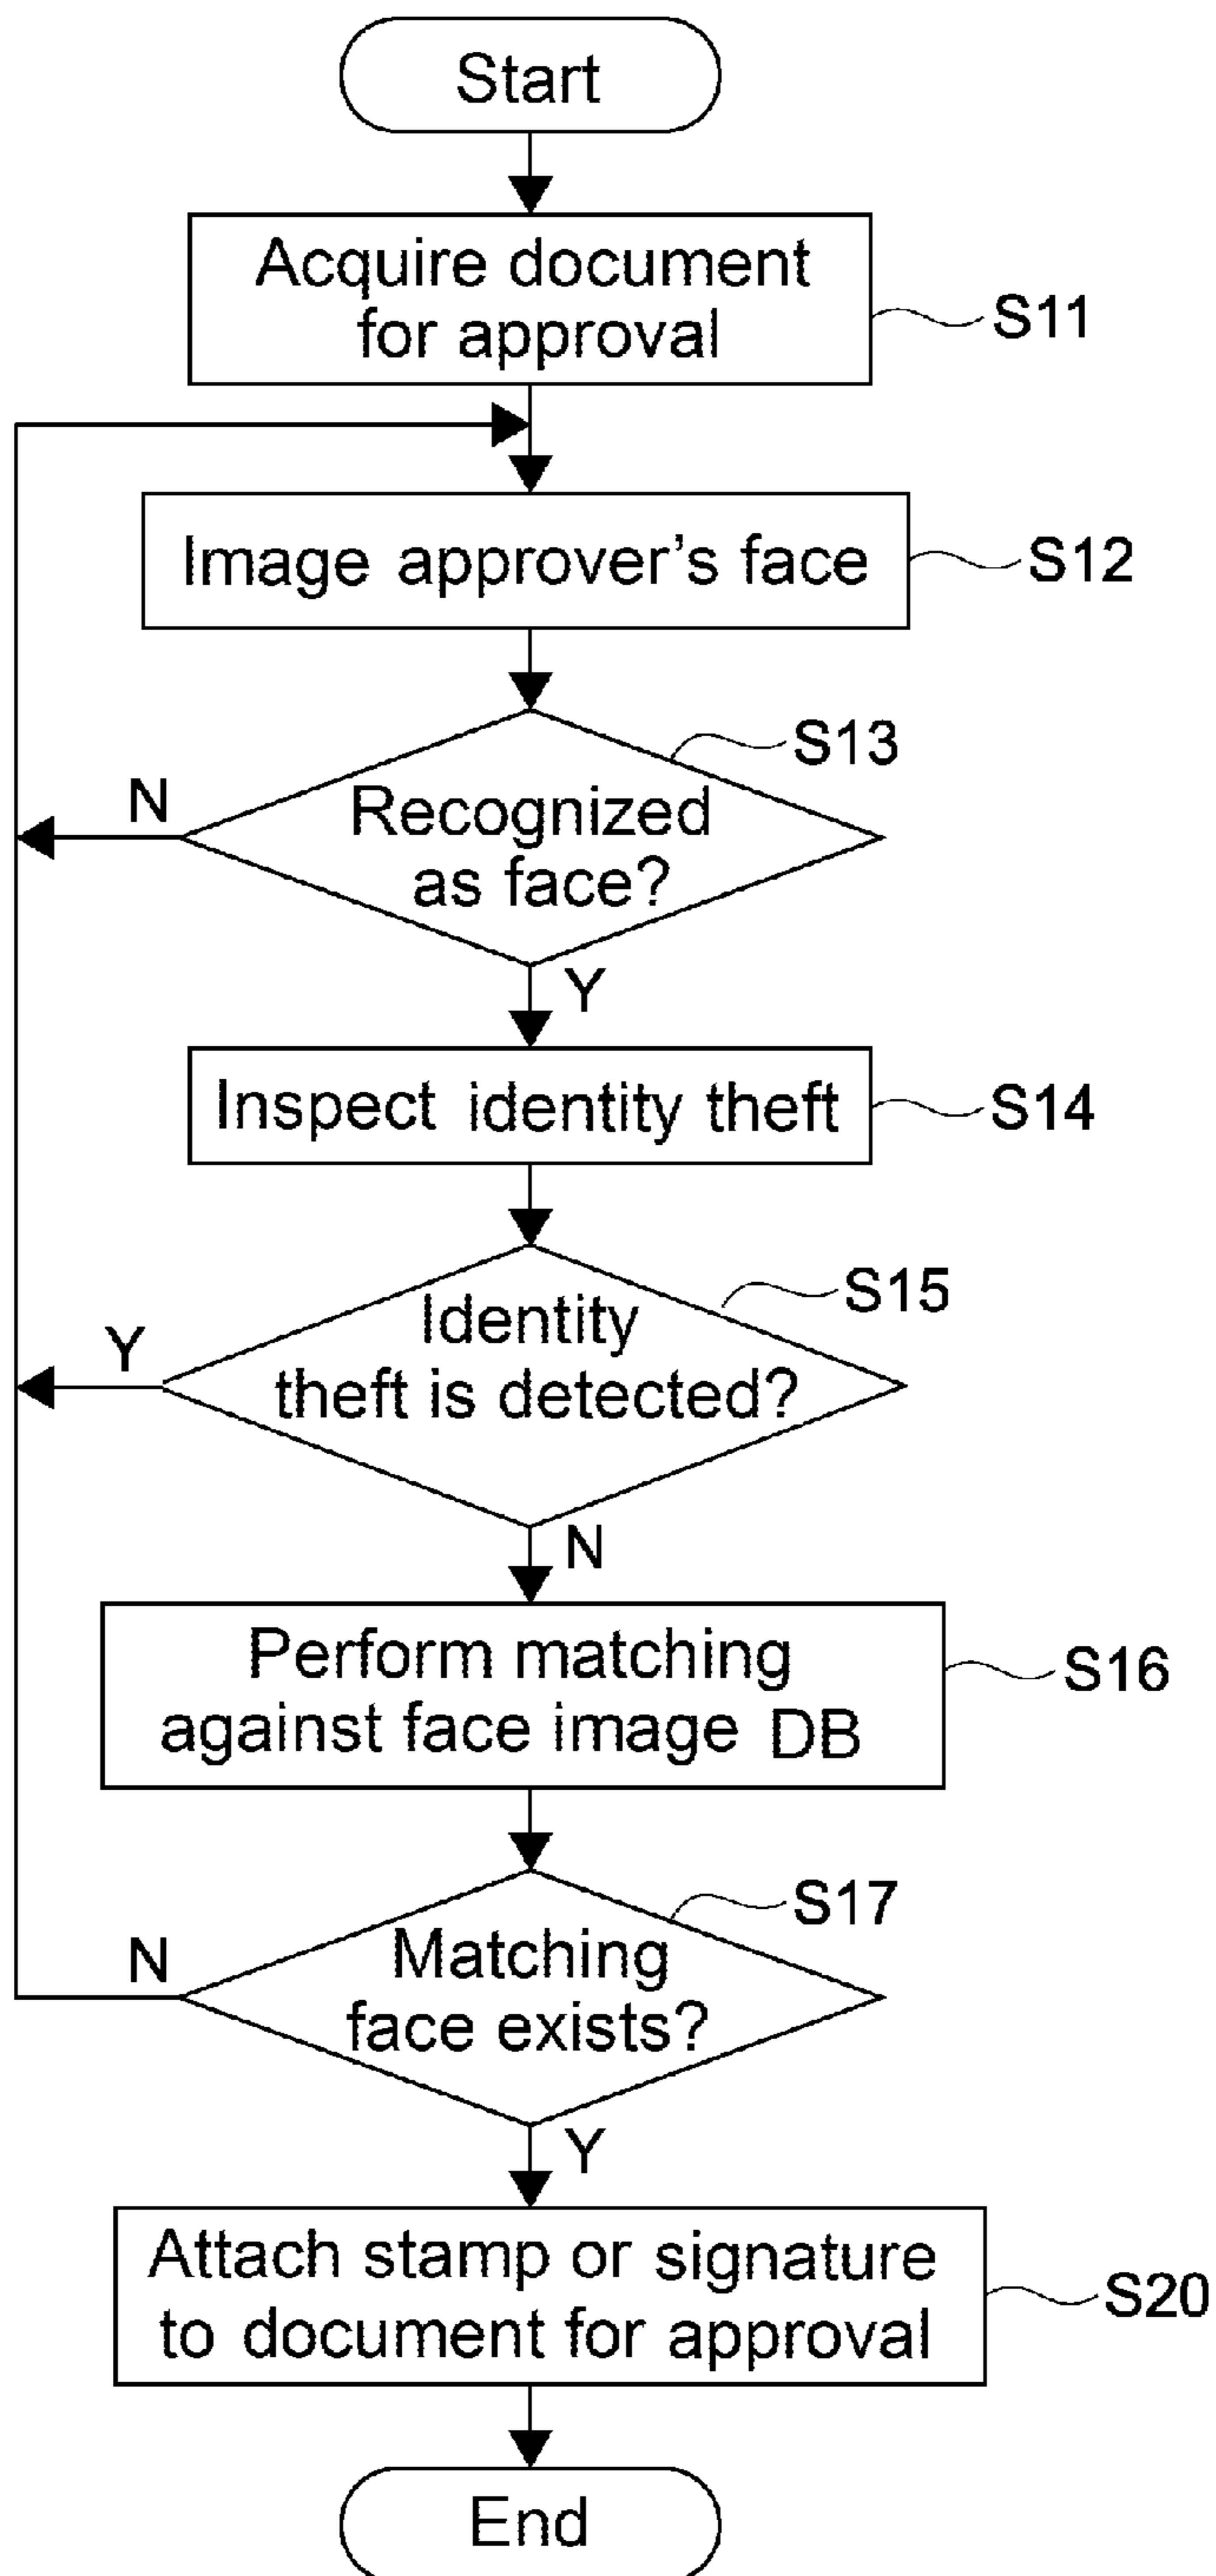 Start
Acquire document
for approval
S11
Image approver's face
S12
S13
N
Recognized
as face?
Y
Inspect identity theft
S14
S15
Y
Identity
theft is detected?
N
Perform matching
against face image DB
S16
S17
N
Matching
face exists?
Y
Attach stamp or signature
to document for approval
S20
End